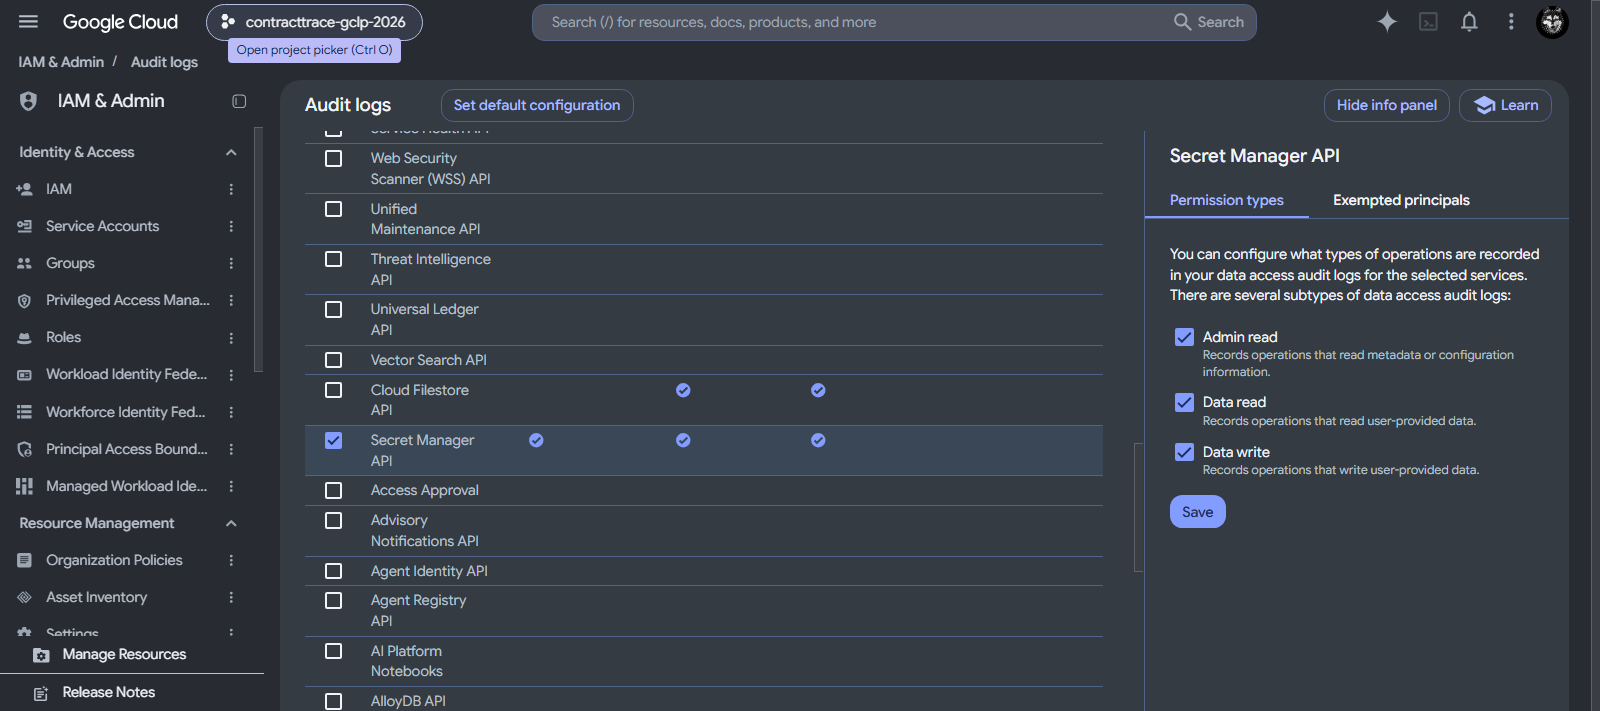 Google Cloud
contracttrace-gclp-2026
Search (/) for resources, docs, products, and more
Search
Open project picker (Ctrl O)
IAM & Admin / Audit logs
IAM & Admin
Identity & Access
IAM
Service Accounts
Groups
Privileged Access Mana...
Roles
Workload Identity Fede...
Workforce Identity Fed...
Principal Access Bound...
Managed Workload Ide...
Resource Management
Organization Policies
Asset Inventory
Settings
Manage Resources
Release Notes
Audit logs
Set default configuration
Hide info panel
Learn
Service Health API
Web Security
Scanner (WSS) API
Unified
Maintenance API
Threat Intelligence
API
Universal Ledger
API
Vector Search API
Cloud Filestore
API
Secret Manager
API
Access Approval
Advisory
Notifications API
Agent Identity API
Agent Registry
API
AI Platform
Notebooks
AlloyDB API
Secret Manager API
Permission types
Exempted principals
You can configure what types of operations are recorded
in your data access audit logs for the selected services.
There are several subtypes of data access audit logs:
Admin read
Records operations that read metadata or configuration
information.
Data read
Records operations that read user-provided data.
Data write
Records operations that write user-provided data.
Save